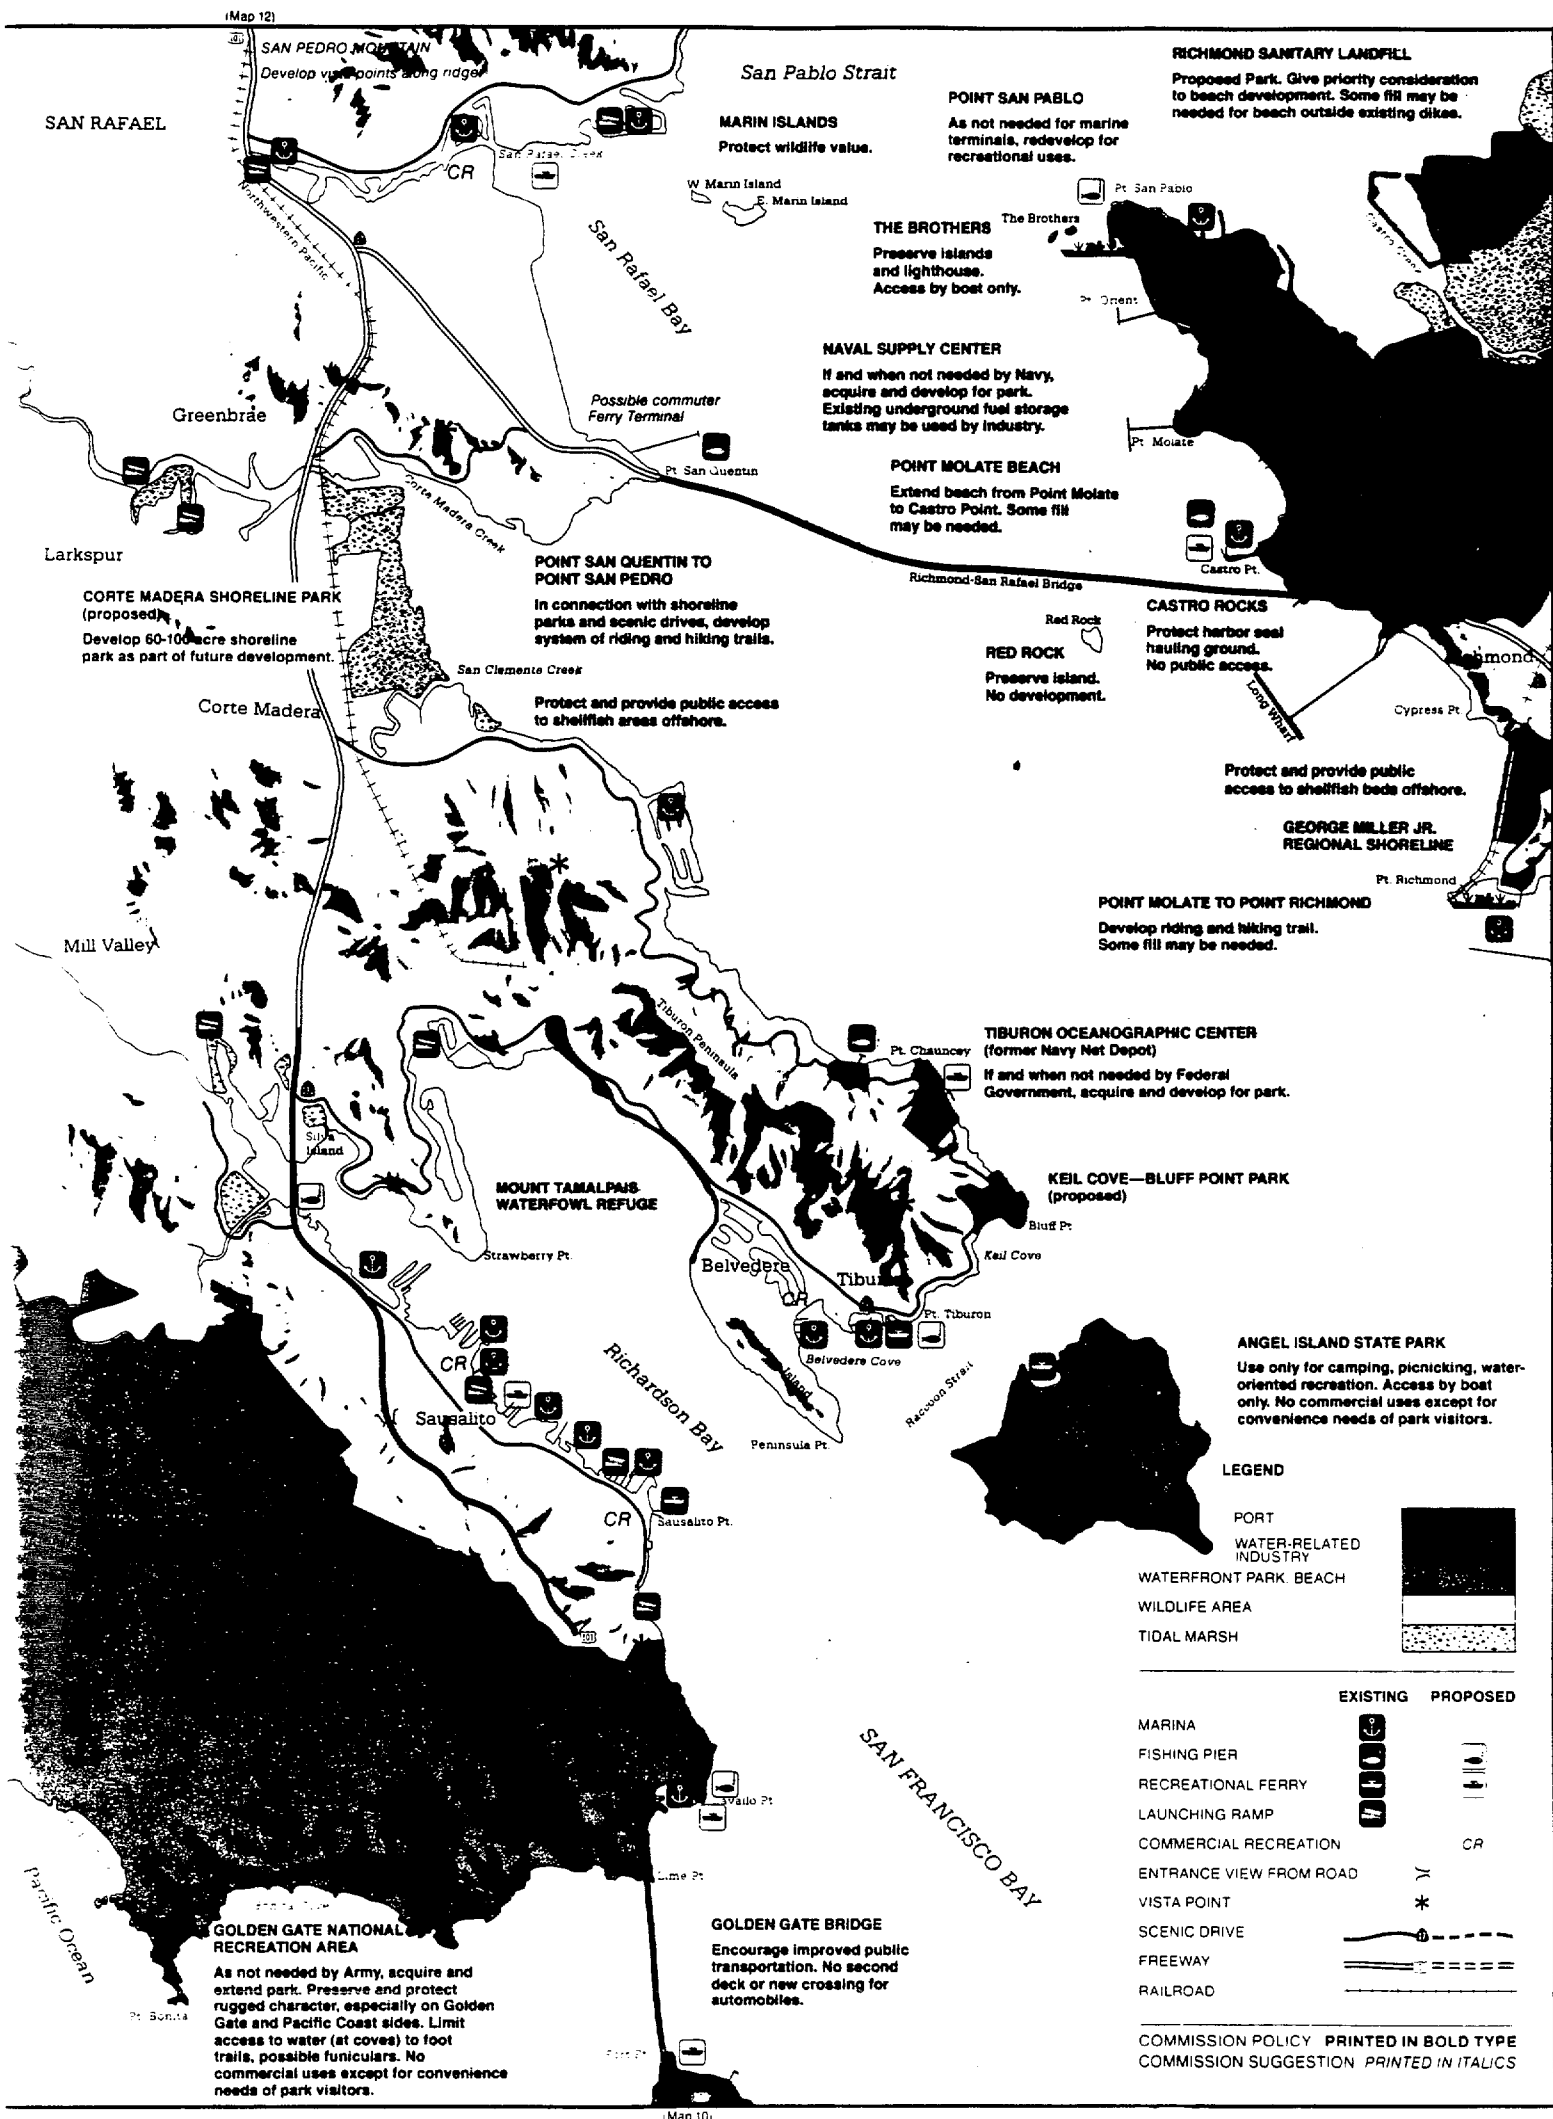 (Map 12)
101
SAN PEDRO MOUNTAIN
Develop vista points along ridge
San Pablo Strait
SAN RAFAEL
MARIN ISLANDS
Protect wildlife value.
POINT SAN PABLO
As not needed for marine
terminals, redevelop for
recreational uses.
RICHMOND SANITARY LANDFILL
Proposed Park. Give priority consideration
to beach development. Some fill may be
needed for beach outside existing dikes.
San Rafael Creek
CR
Northwestern Pacific
W. Marin Island
E. Marin Island
San Rafael Bay
Pt. San Pablo
The Brothers
THE BROTHERS
Preserve islands
and lighthouse.
Access by boat only.
Castro Creek
Pt. Orient
NAVAL SUPPLY CENTER
If and when not needed by Navy,
acquire and develop for park.
Existing underground fuel storage
tanks may be used by industry.
Greenbrae
Possible commuter
Ferry Terminal
Pt. San Quentin
Pt. Molate
POINT MOLATE BEACH
Extend beach from Point Molate
to Castro Point. Some fill
may be needed.
Corte Madera Creek
Larkspur
Castro Pt.
Richmond-San Rafael Bridge
CORTE MADERA SHORELINE PARK
(proposed)
Develop 60-100 acre shoreline
park as part of future development.
POINT SAN QUENTIN TO
POINT SAN PEDRO
In connection with shoreline
parks and scenic drives, develop
system of riding and hiking trails.
San Clemente Creek
Protect and provide public access
to shellfish areas offshore.
Corte Madera
Red Rock
RED ROCK
Preserve island.
No development.
CASTRO ROCKS
Protect harbor seal
hauling ground.
No public access.
Long Wharf
hmond
Cypress Pt.
Protect and provide public
access to shellfish beds offshore.
GEORGE MILLER JR.
REGIONAL SHORELINE
Pt. Richmond
POINT MOLATE TO POINT RICHMOND
Develop riding and hiking trail.
Some fill may be needed.
Mill Valley
Tiburon Peninsula
Pt. Chauncey
TIBURON OCEANOGRAPHIC CENTER
(former Navy Net Depot)
If and when not needed by Federal
Government, acquire and develop for park.
Silva
Island
MOUNT TAMALPAIS
WATERFOWL REFUGE
Strawberry Pt.
KEIL COVE—BLUFF POINT PARK
(proposed)
Bluff Pt.
Keil Cove
Belvedere
Tibu
CR
Pt. Tiburon
Belvedere Cove
Island
Raccoon Strait
Peninsula Pt.
Richardson Bay
CR
Sausalito
CR
Sausalito Pt.
101
ANGEL ISLAND STATE PARK
Use only for camping, picnicking, water-
oriented recreation. Access by boat
only. No commercial uses except for
convenience needs of park visitors.
LEGEND
PORT
WATER-RELATED
INDUSTRY
WATERFRONT PARK, BEACH
WILDLIFE AREA
TIDAL MARSH
EXISTING PROPOSED
MARINA
FISHING PIER
RECREATIONAL FERRY
LAUNCHING RAMP
COMMERCIAL RECREATION CR
ENTRANCE VIEW FROM ROAD
VISTA POINT
SCENIC DRIVE
FREEWAY
RAILROAD
COMMISSION POLICY PRINTED IN BOLD TYPE
COMMISSION SUGGESTION PRINTED IN ITALICS
SAN FRANCISCO BAY
vallo Pt.
Lime Pt.
Pacific Ocean
Pt. Bonita
GOLDEN GATE NATIONAL
RECREATION AREA
As not needed by Army, acquire and
extend park. Preserve and protect
rugged character, especially on Golden
Gate and Pacific Coast sides. Limit
access to water (at coves) to foot
trails, possible funiculars. No
commercial uses except for convenience
needs of park visitors.
GOLDEN GATE BRIDGE
Encourage improved public
transportation. No second
deck or new crossing for
automobiles.
Fort Pt.
(Map 10)